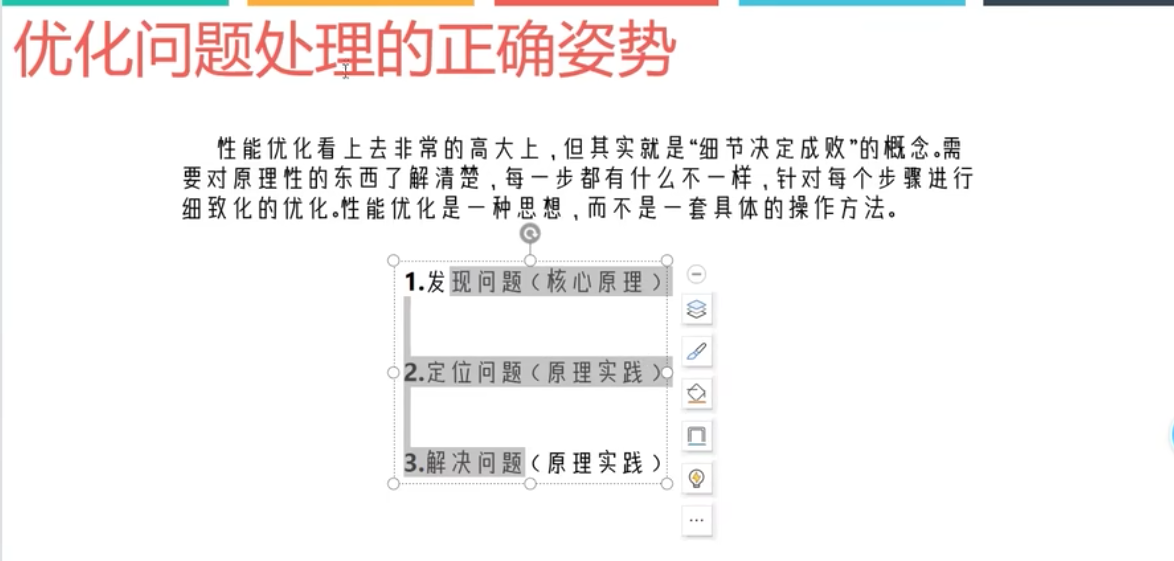 优化问题处理的正确姿势
性能优化看上去非常的高大上,但其实就是“细节决定成败”的概念。需
要对原理性的东西了解清楚,每一步都有什么不一样,针对每个步骤进行
细致化的优化。性能优化是一种思想,而不是一套具体的操作方法。
1.发现问题(核心原理)
2.定位问题(原理实践)
3.解决问题(原理实践)